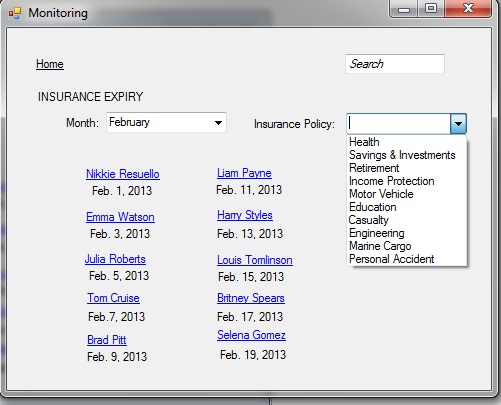 Monitoring
Home
Search
INSURANCE EXPIRY
Month: February
Insurance Policy:
Health
Savings & Investments
Retirement
Income Protection
Motor Vehicle
Education
Casualty
Engineering
Marine Cargo
Personal Accident
Nikkie Resuello
Feb. 1, 2013
Emma Watson
Feb. 3, 2013
Julia Roberts
Feb. 5, 2013
Tom Cruise
Feb.7, 2013
Brad Pitt
Feb. 9, 2013
Liam Payne
Feb. 11, 2013
Harry Styles
Feb. 13, 2013
Louis Tomlinson
Feb. 15, 2013
Britney Spears
Feb. 17, 2013
Selena Gomez
Feb. 19, 2013